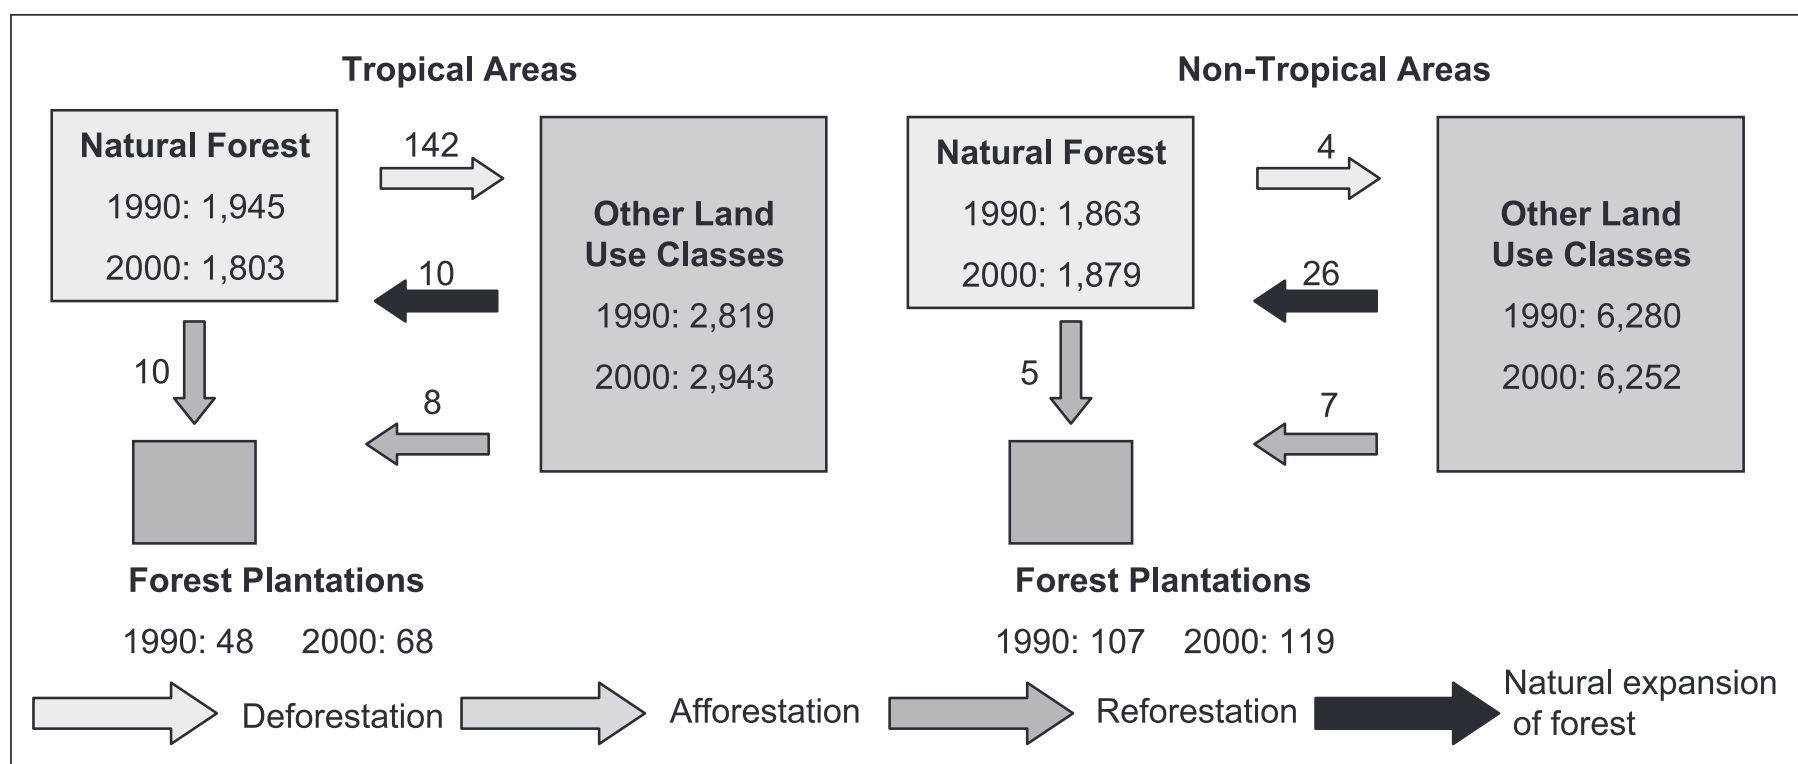 Tropical Areas
Natural Forest
1990: 1,945
2000: 1,803
142
10
8
10
Other Land
Use Classes
1990: 2,819
2000: 2,943
Forest Plantations
1990: 48 2000: 68
Non-Tropical Areas
Natural Forest
1990: 1,863
2000: 1,879
4
26
7
5
Other Land
Use Classes
1990: 6,280
2000: 6,252
Forest Plantations
1990: 107 2000: 119
Deforestation
Afforestation
Reforestation
Natural expansion
of forest